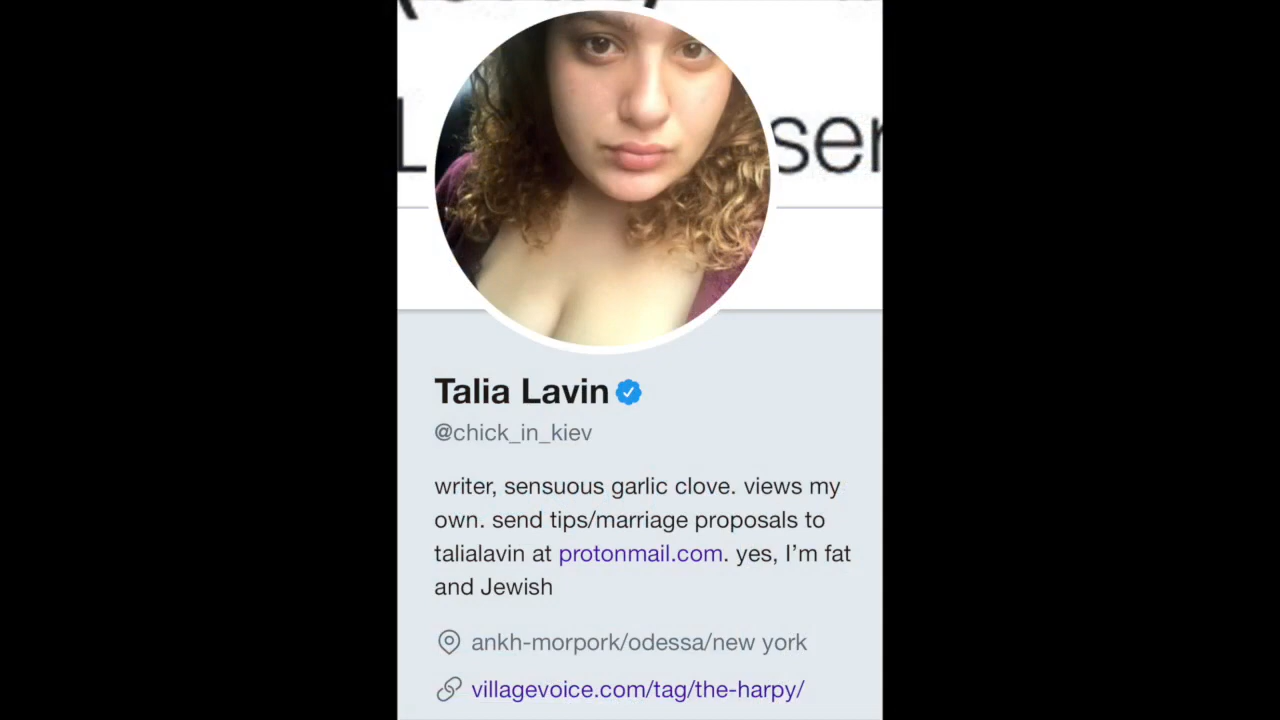 L
ser
Talia Lavin
@chick_in_kiev
writer, sensuous garlic clove. views my
own. send tips/marriage proposals to
talialavin at protonmail.com. yes, I’m fat
and Jewish
ankh-morpork/odessa/new york
villagevoice.com/tag/the-harpy/